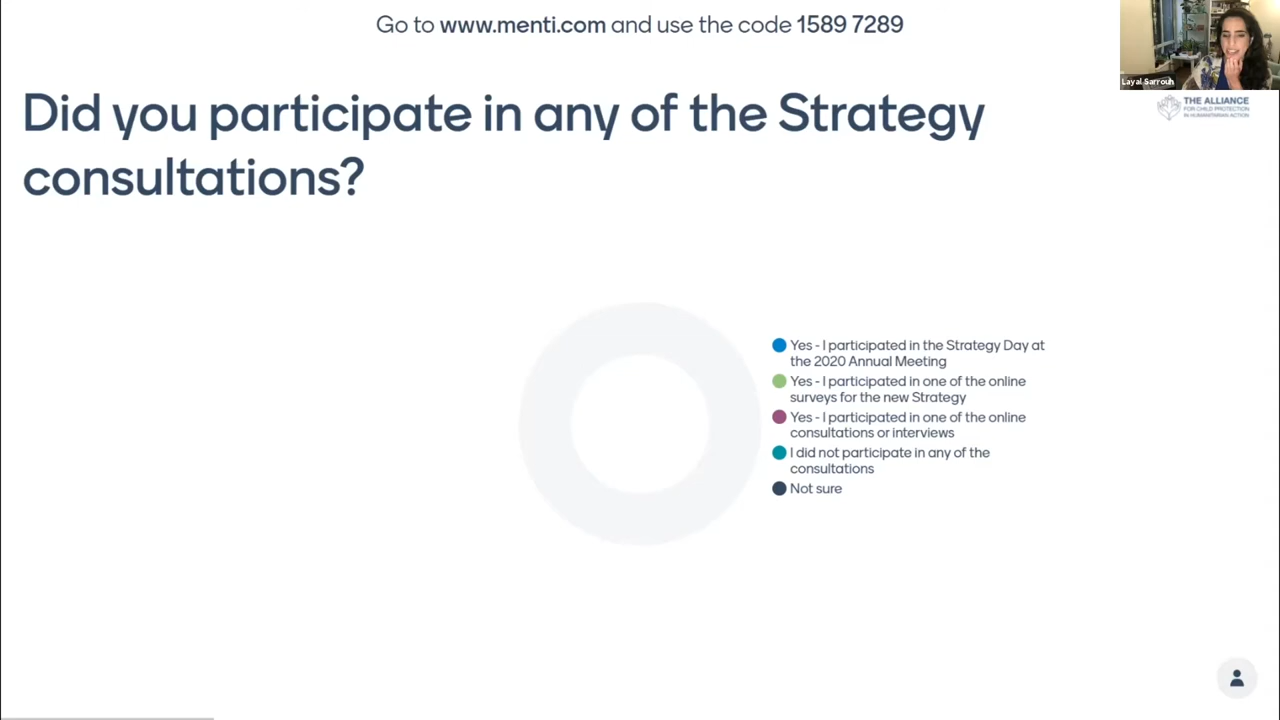 Go to www.menti.com and use the code 1589 7289
Layal Sarrouh
THE ALLIANCE
FOR CHILD PROTECTION
IN HUMANITARIAN ACTION
Did you participate in any of the Strategy
consultations?
Yes - I participated in the Strategy Day at
the 2020 Annual Meeting
Yes - I participated in one of the online
surveys for the new Strategy
Yes - I participated in one of the online
consultations or interviews
I did not participate in any of the
consultations
Not sure